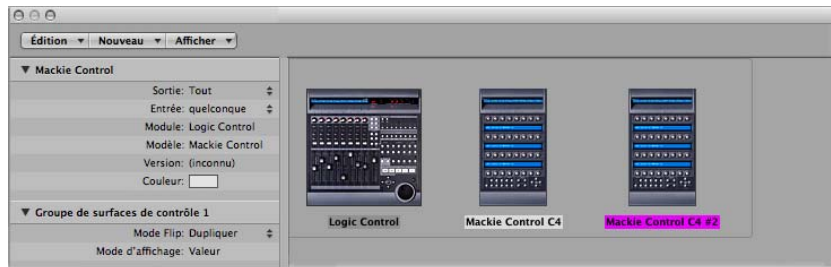 Édition Nouveau Afficher
Mackie Control
Sortie: Tout
Entrée: quelconque
Module: Logic Control
Modèle: Mackie Control
Version: (inconnu)
Couleur:
Groupe de surfaces de contrôle 1
Mode Flip: Dupliquer
Mode d'affichage: Valeur
Logic Control
Mackie Control C4
Mackie Control C4 #2